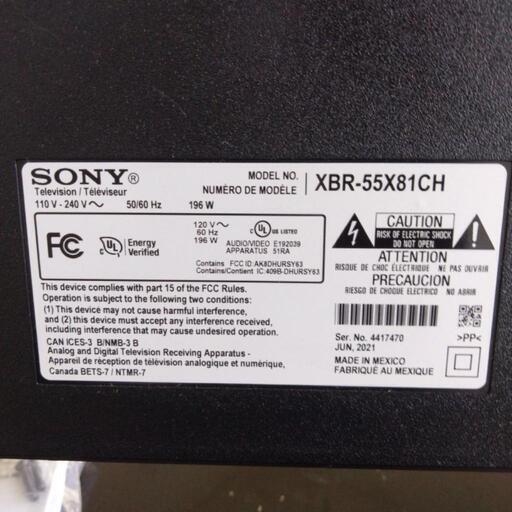 SONY®
Television / Téléviseur
110 V - 240 V~ 50/60 Hz 196 W
MODEL NO.
NUMÉRO DE MODÈLE
XBR-55X81CH
FC
UL
Energy
Verified
120 V~
60 Hz
196 W
c UL US LISTED
AUDIO/VIDEO E192039
APPARATUS 51RA
Contains FCC ID:AK8DHURSY63
Contains/Contient IC:409B-DHURSY63
CAUTION
RISK OF ELECTRIC SHOCK
DO NOT OPEN
ATTENTION
RISQUE DE CHOC ÉLECTRIQUE NE PAS OUVRIR
PRECAUCION
RIESGO DE CHOQUE ELECTRICO NO ABRIR
This device complies with part 15 of the FCC Rules.
Operation is subject to the following two conditions:
(1) This device may not cause harmful interference,
and (2) this device must accept any interference received,
including interference that may cause undesired operation.
CAN ICES-3 B/NMB-3 B
Analog and Digital Television Receiving Apparatus -
Appareil de réception de télévision analogique et numérique,
Canada BETS-7 / NTMR-7
Ser. No. 4417470
JUN, 2021
MADE IN MEXICO
FABRIQUÉ AU MEXIQUE
>PP<